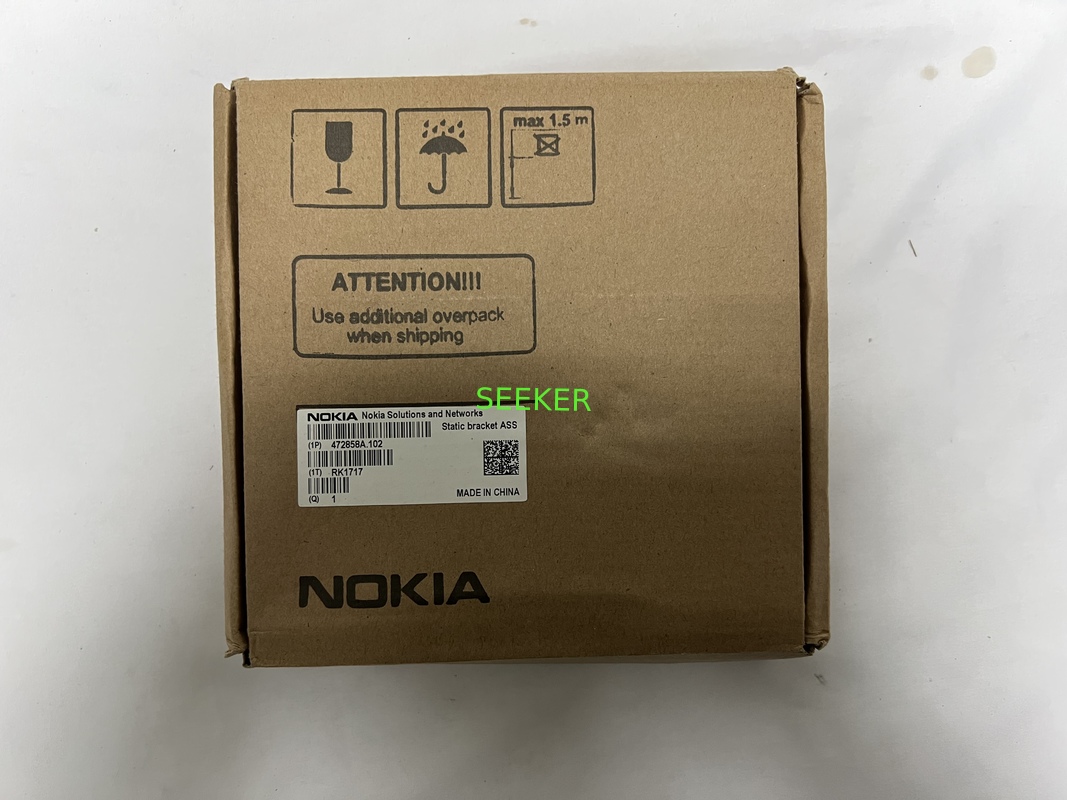 max 1.5 m
ATTENTION!!!
Use additional overpack
when shipping
SEEKER
NOKIA Nokia Solutions and Networks
Static bracket ASS
(1P) 472858A.102
(1T) RK1717
(Q) 1
MADE IN CHINA
NOKIA